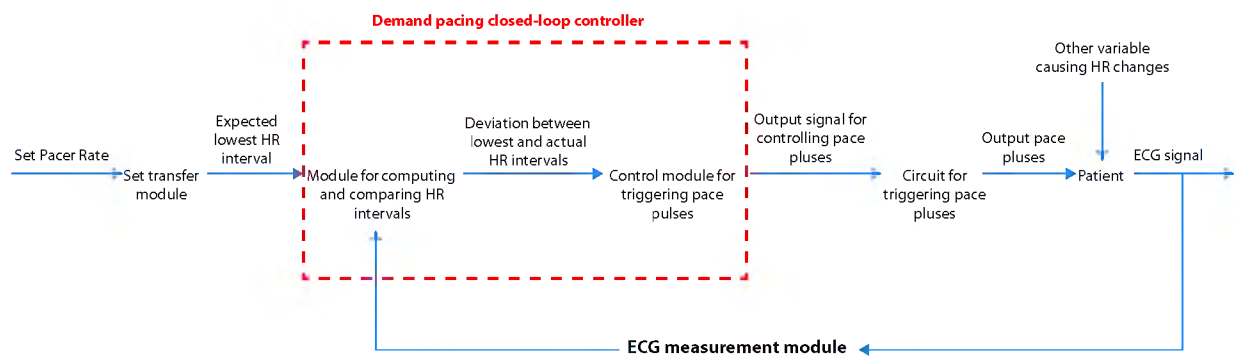 Demand pacing closed-loop controller
Other variable
causing HR changes
Expected
lowest HR
interval
Deviation between
lowest and actual
HR intervals
Output signal for
controlling pace
pluses
Output pace
pluses
ECG signal
Set Pacer Rate
Set transfer
module
Module for computing
and comparing HR
intervals
Control module for
triggering pace
pulses
Circuit for
triggering pace
pluses
Patient
ECG measurement module